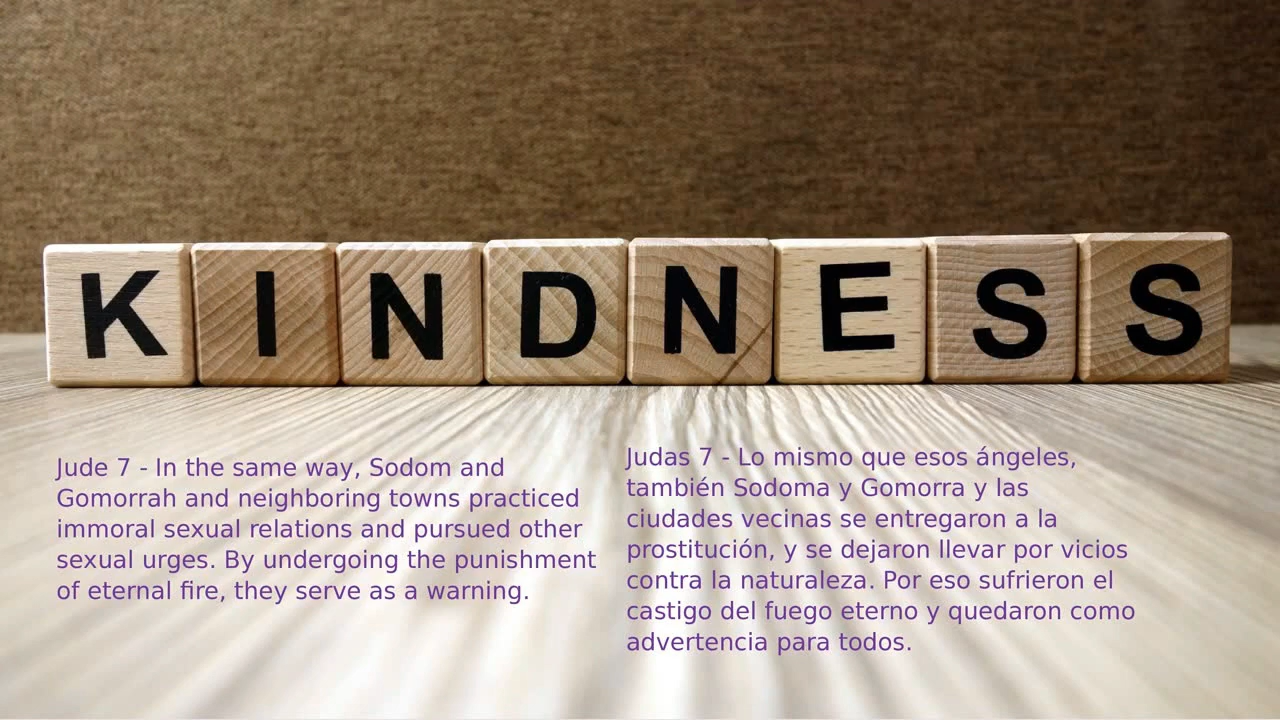 KINDNESS
Jude 7 - In the same way, Sodom and
Gomorrah and neighboring towns practiced
immoral sexual relations and pursued other
sexual urges. By undergoing the punishment
of eternal fire, they serve as a warning.
Judas 7 - Lo mismo que esos ángeles,
también Sodoma y Gomorra y las
ciudades vecinas se entregaron a la
prostitución, y se dejaron llevar por vicios
contra la naturaleza. Por eso sufrieron el
castigo del fuego eterno y quedaron como
advertencia para todos.